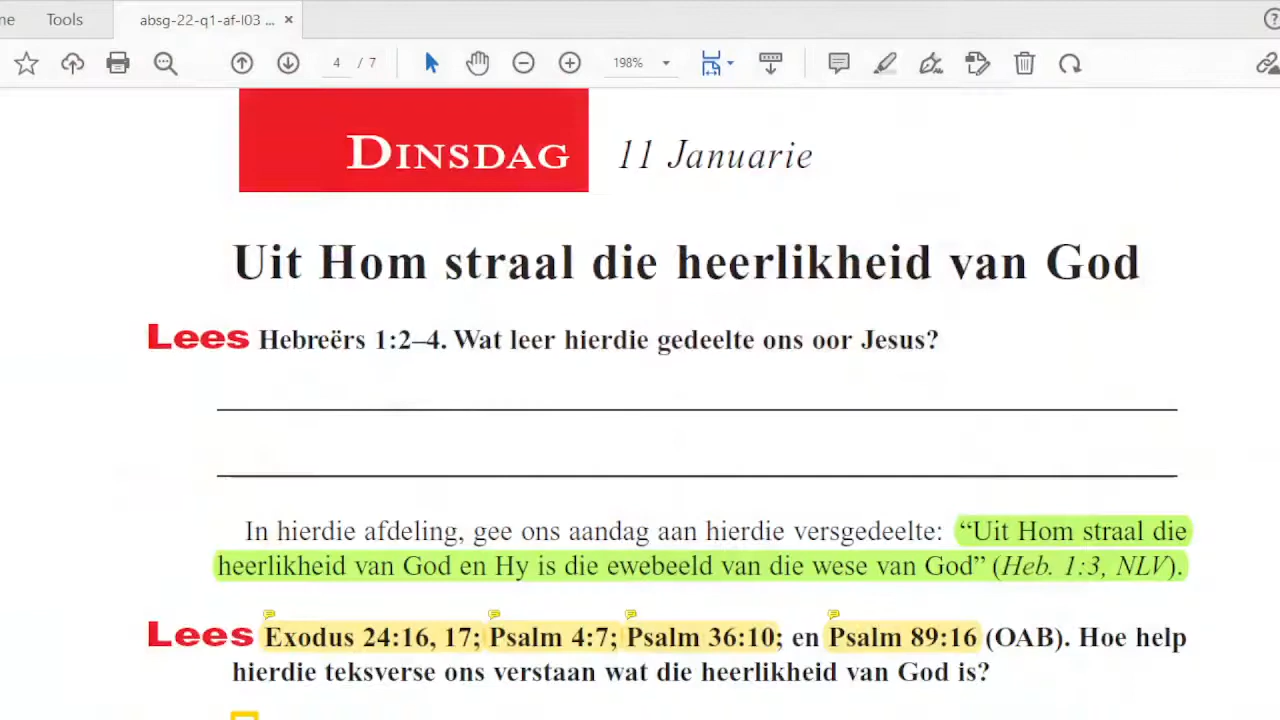 me Tools absg-22-q1-af-l03 ... ×
4 / 7 198%
DINSDAG 11 Januarie
Uit Hom straal die heerlikheid van God
Lees Hebreërs 1:2–4. Wat leer hierdie gedeelte ons oor Jesus?
In hierdie afdeling, gee ons aandag aan hierdie versgedeelte: “Uit Hom straal die
heerlikheid van God en Hy is die ewebeeld van die wese van God” (Heb. 1:3, NLV).
Lees Exodus 24:16, 17; Psalm 4:7; Psalm 36:10; en Psalm 89:16 (OAB). Hoe help
hierdie teksverse ons verstaan wat die heerlikheid van God is?